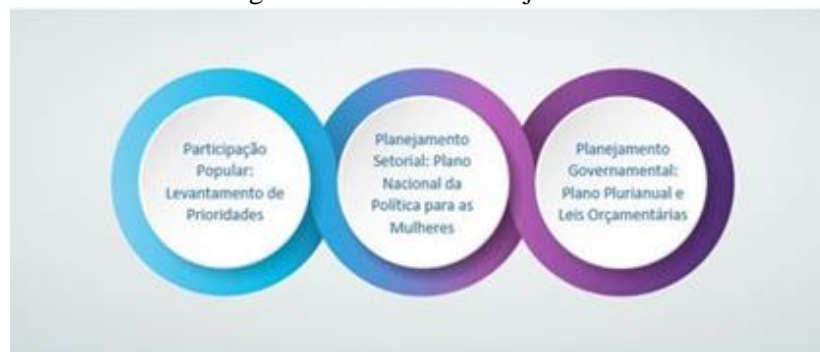 Participação
Popular:
Levantamento de
Prioridades
Planejamento
Setorial: Plano
Nacional da
Política para as
Mulheres
Planejamento
Governamental:
Plano Plurianual e
Leis Orçamentárias